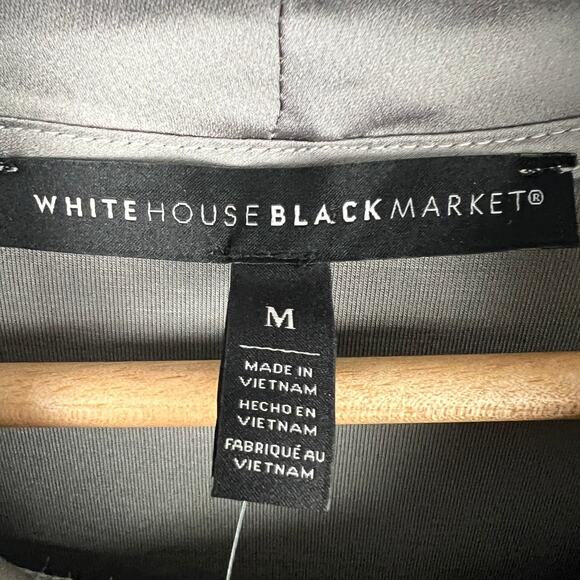 WHITEHOUSEBLACKMARKET®
M
MADE IN
VIETNAM
HECHO EN
VIETNAM
FABRIQUÉ AU
VIETNAM